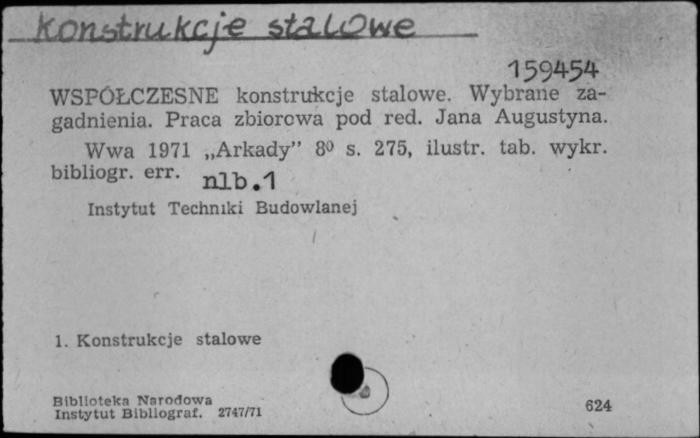 Konstrukcje stalowe
159454
WSPÓŁCZESNE konstrukcje stalowe. Wybrane za-
gadnienia. Praca zbiorowa pod red. Jana Augustyna.
Wwa 1971 „Arkady” 8⁰ s. 275, ilustr. tab. wykr.
bibliogr. err. nlb.1
Instytut Techniki Budowlanej
1. Konstrukcje stalowe
Biblioteka Narodowa
Instytut Bibliograf. 2747/71
624